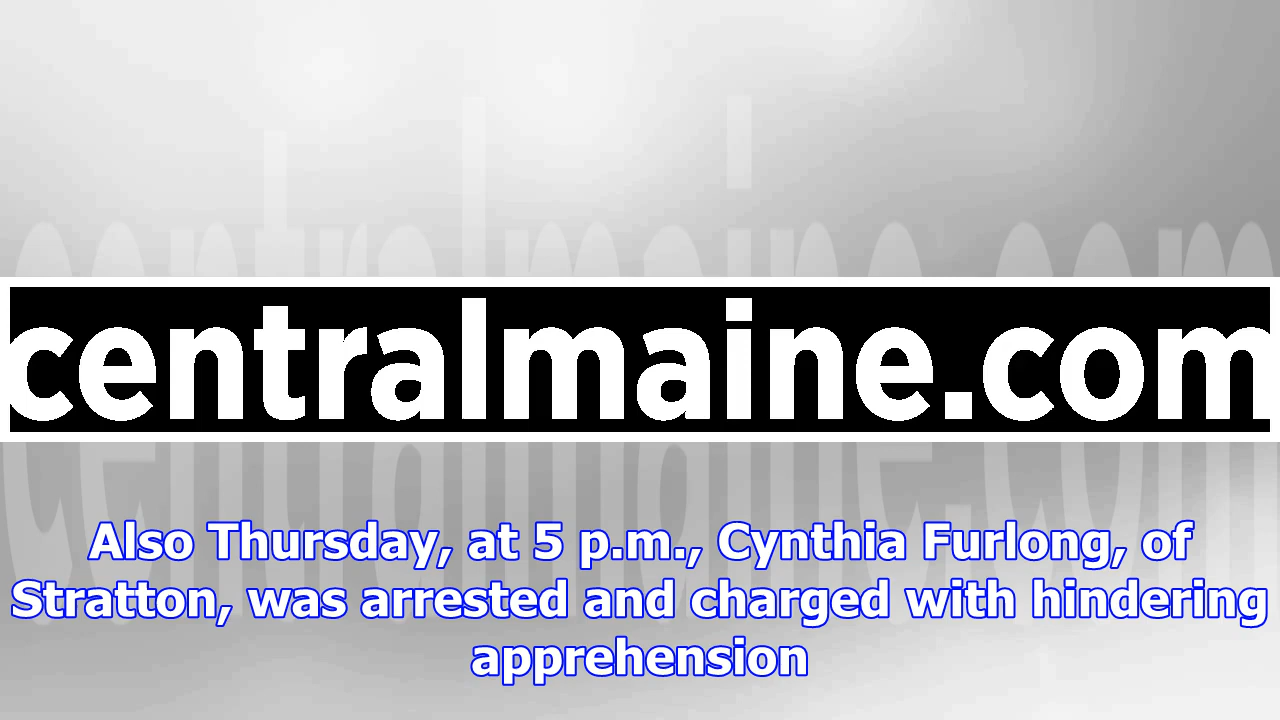 centralmaine.com
Also Thursday, at 5 p.m., Cynthia Furlong, of
Stratton, was arrested and charged with hindering
apprehension